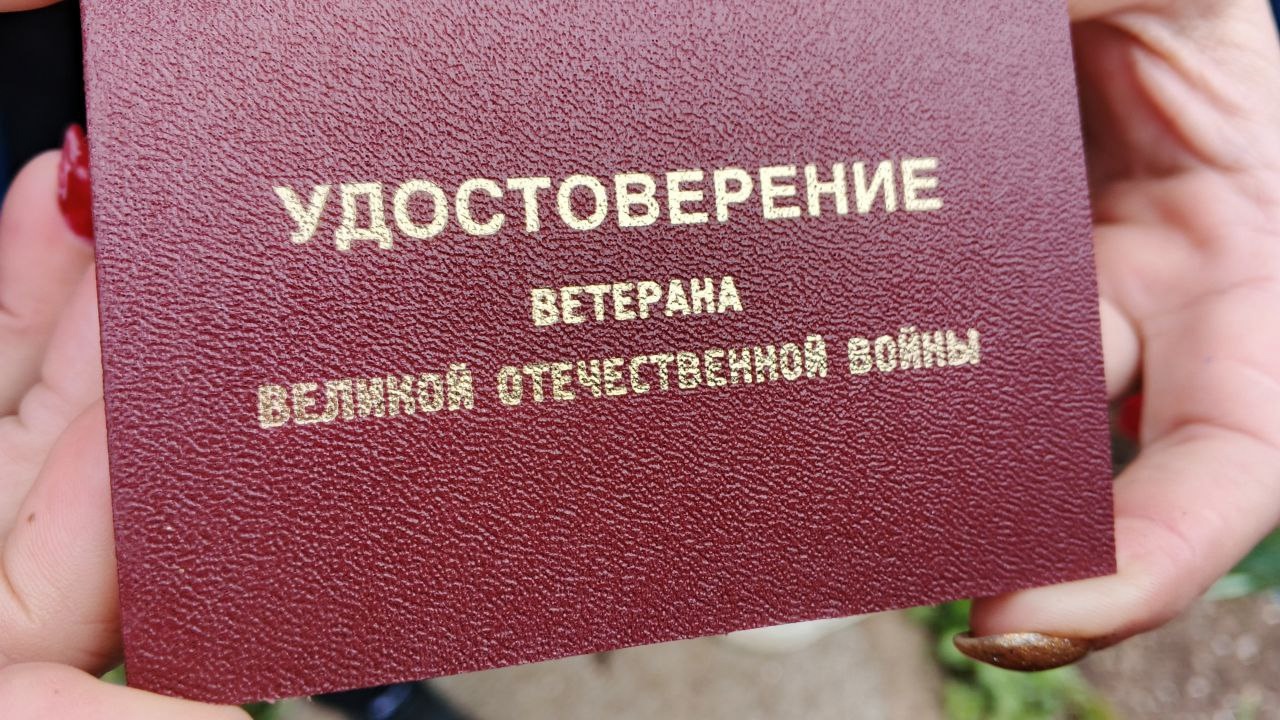 УДОСТОВЕРЕНИЕ
ВЕТЕРАНА
ВЕЛИКОЙ ОТЕЧЕСТВЕННОЙ ВОЙНЫ